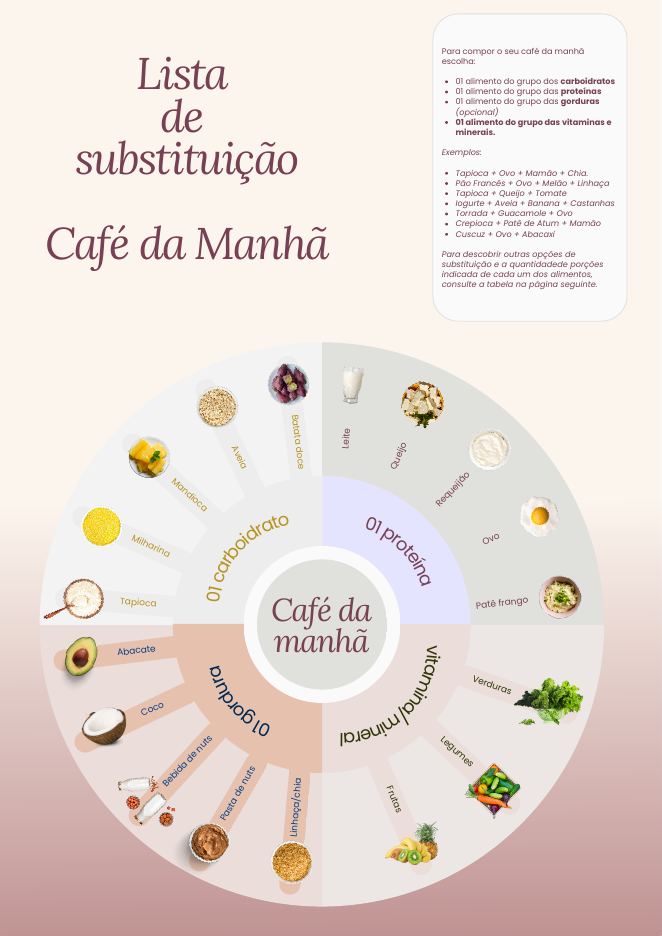 Lista
de
substituição
Café da Manhã
Para compor o seu café da manhã
escolha:
01 alimento do grupo dos carboidratos
01 alimento do grupo das proteínas
01 alimento do grupo das gorduras
(opcional)
01 alimento do grupo das vitaminas e
minerais.
Exemplos:
Tapioca + Ovo + Mamão + Chia.
Pão Francês + Ovo + Melão + Linhaça
Tapioca + Queijo + Tomate
Iogurte + Aveia + Banana + Castanhas
Torrada + Guacamole + Ovo
Crepioca + Patê de Atum + Mamão
Cuscuz + Ovo + Abacaxi
Para descobrir outras opções de
substituição e a quantidadede porções
indicada de cada um dos alimentos,
consulte a tabela na página seguinte.
01 carboidrato
Tapioca
Milharina
Mandioca
Aveia
Batata doce
01 proteína
Leite
Queijo
Requeijão
Ovo
Patê frango
Café da
manhã
01 gordura
Abacate
Coco
Bebida de nuts
Pasta de nuts
Linhaça/chia
vitamina/mineral
Verduras
Legumes
Frutas